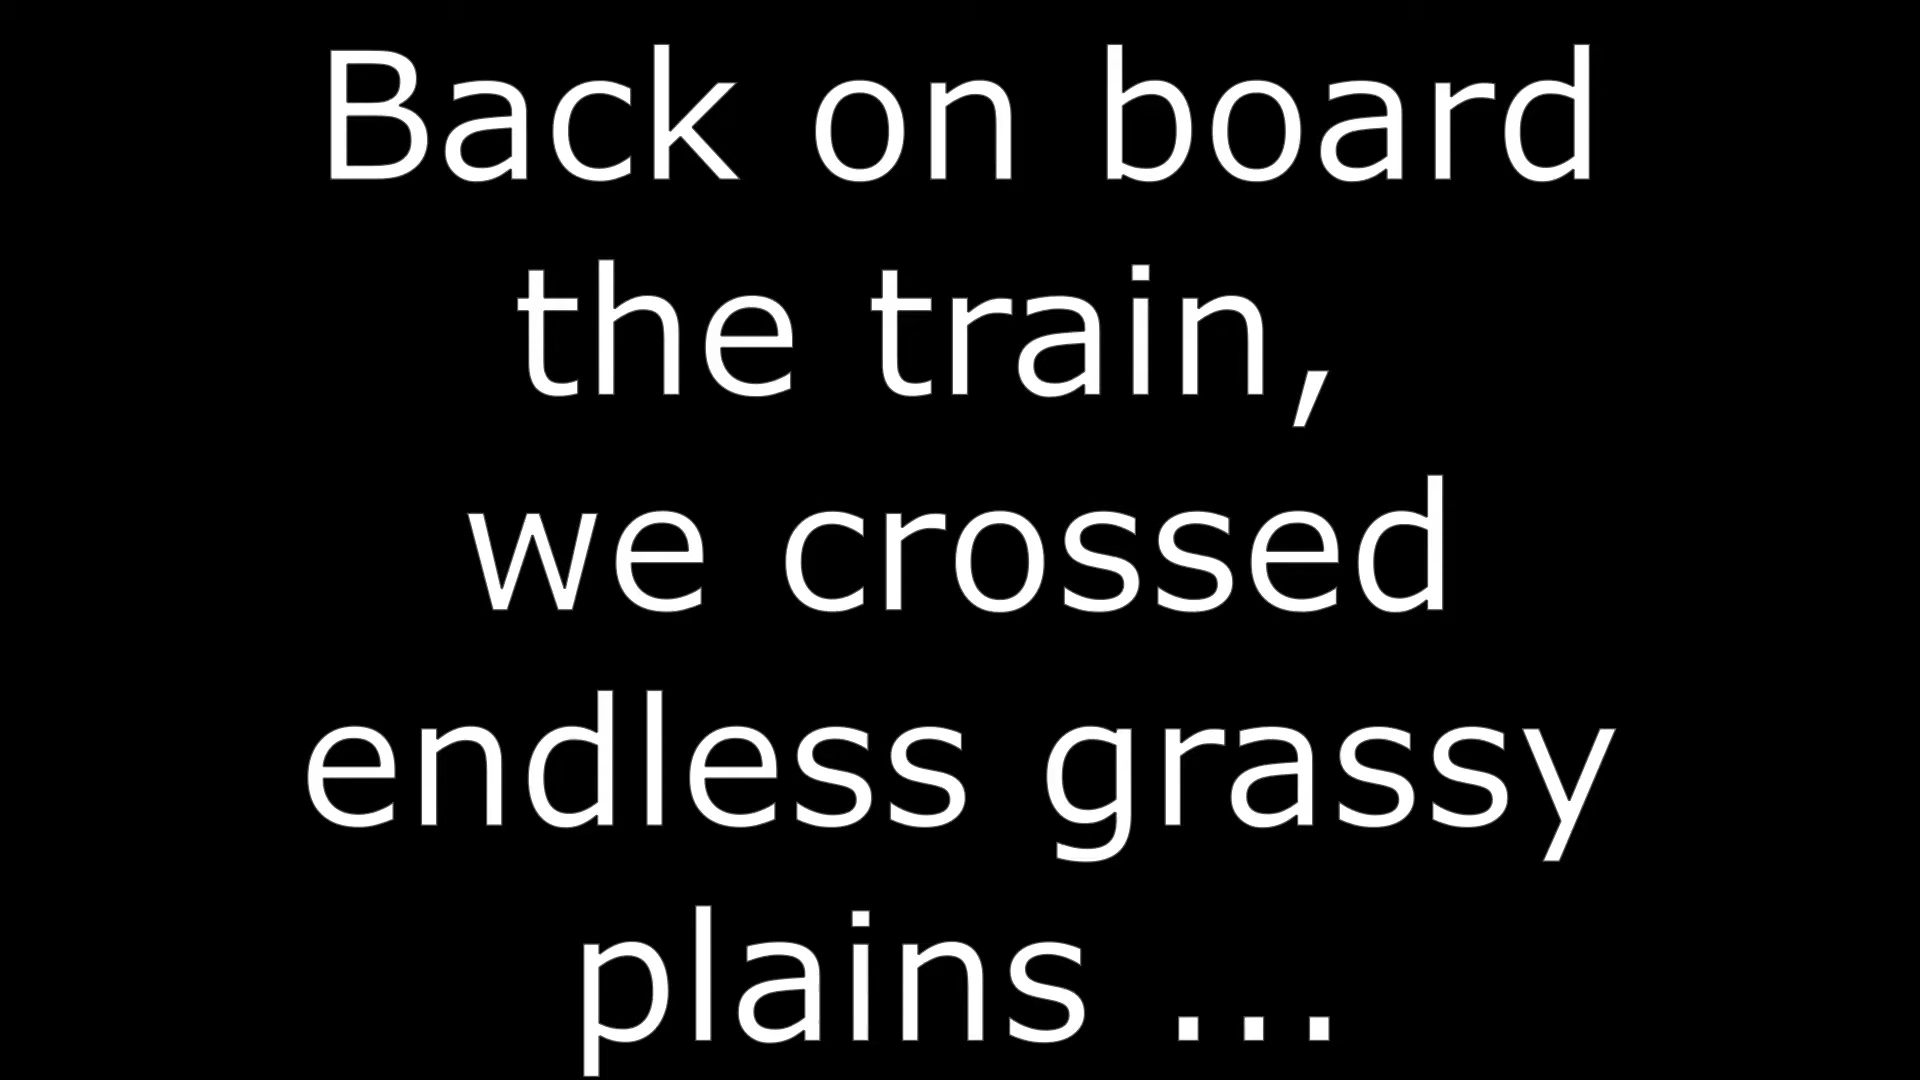 Back on board
the train,
we crossed
endless grassy
plains ...